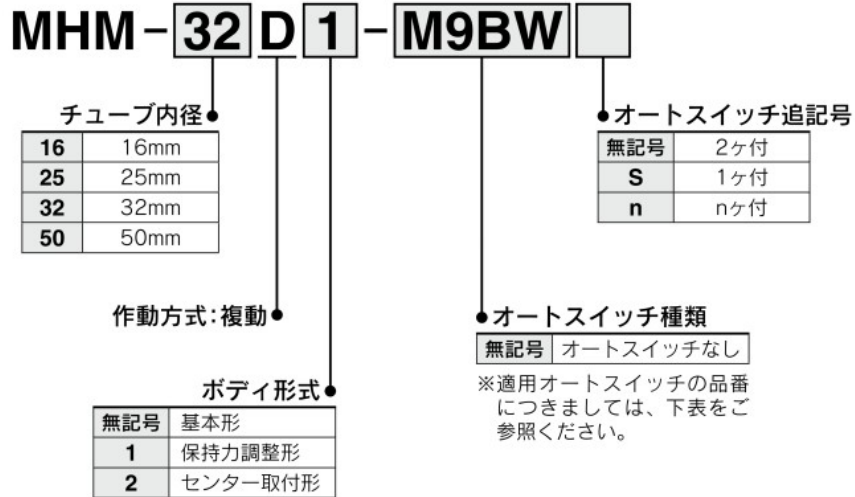 MHM-32D1-M9BW
チューブ内径
16 16mm
25 25mm
32 32mm
50 50mm
オートスイッチ追記号
無記号 2ヶ付
S 1ヶ付
n nヶ付
作動方式:複動
オートスイッチ種類
無記号 オートスイッチなし
※適用オートスイッチの品番
につきましては、下表をご
参照ください。
ボディ形式
無記号 基本形
1 保持力調整形
2 センター取付形